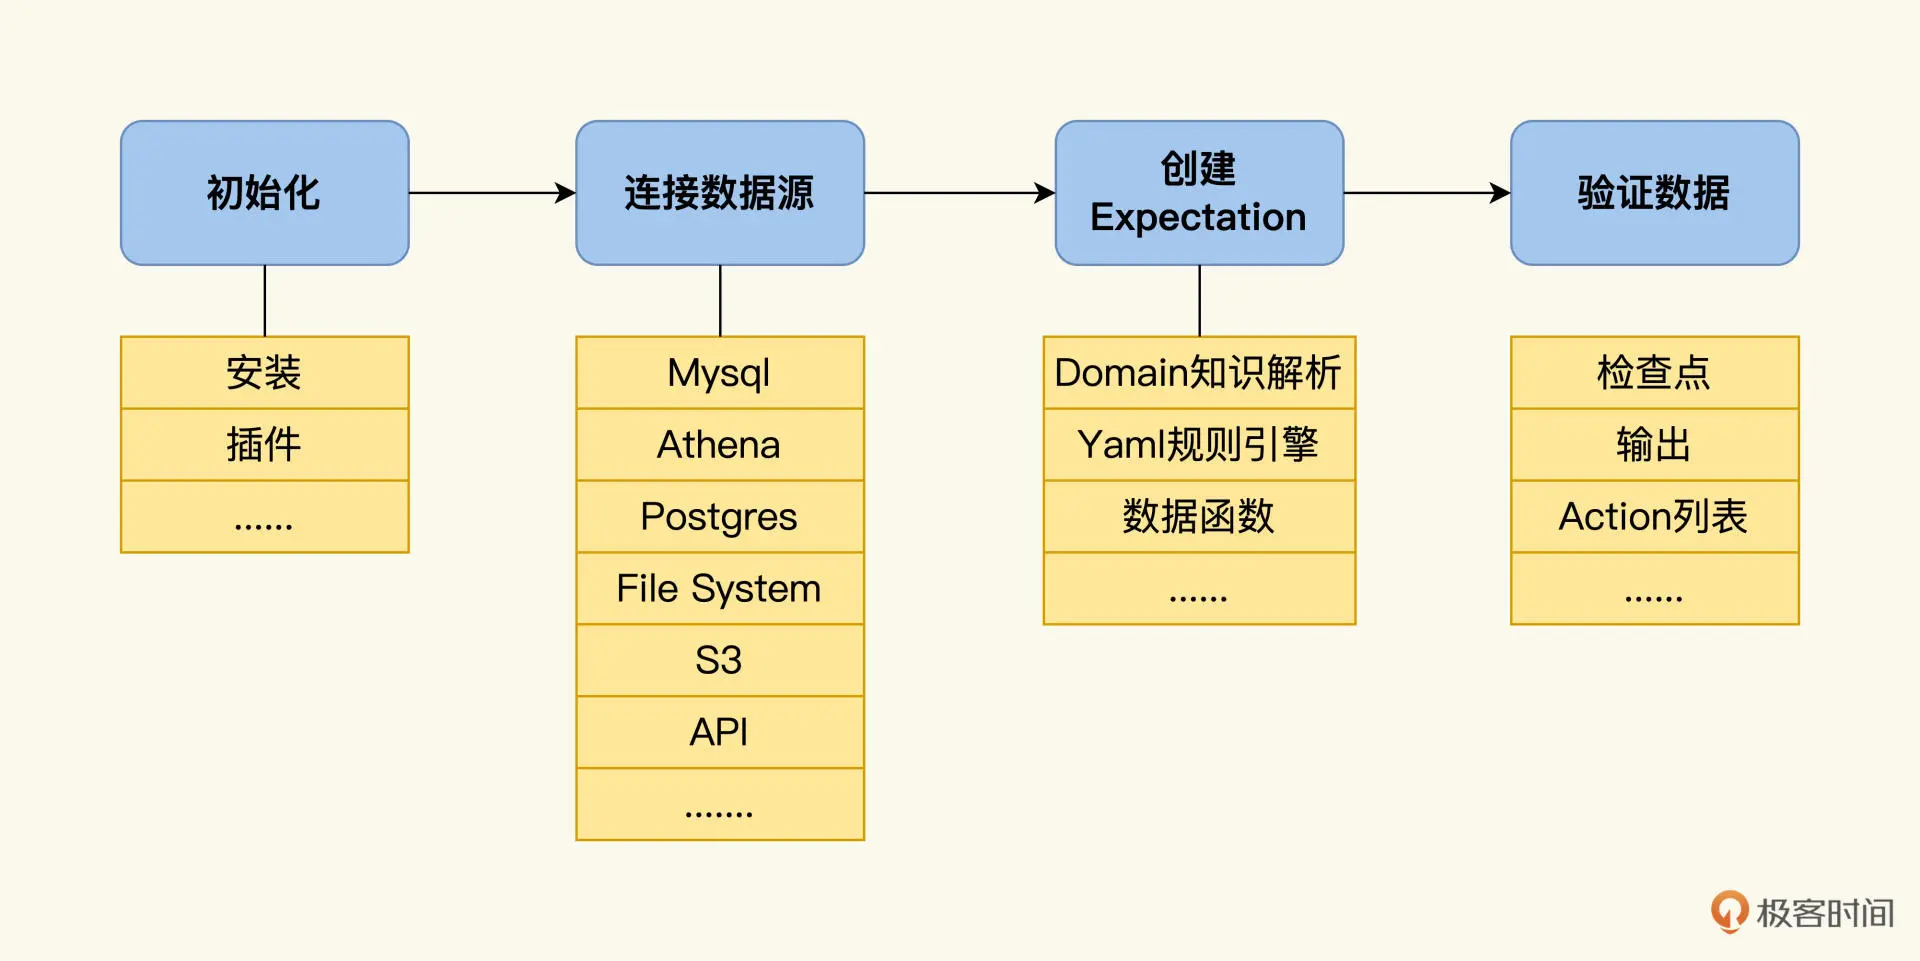 初始化
连接数据源
创建
Expectation
验证数据
安装
插件
......
Mysql
Athena
Postgres
File System
S3
API
.......
Domain知识解析
Yaml规则引擎
数据函数
......
检查点
输出
Action列表
......
极客时间